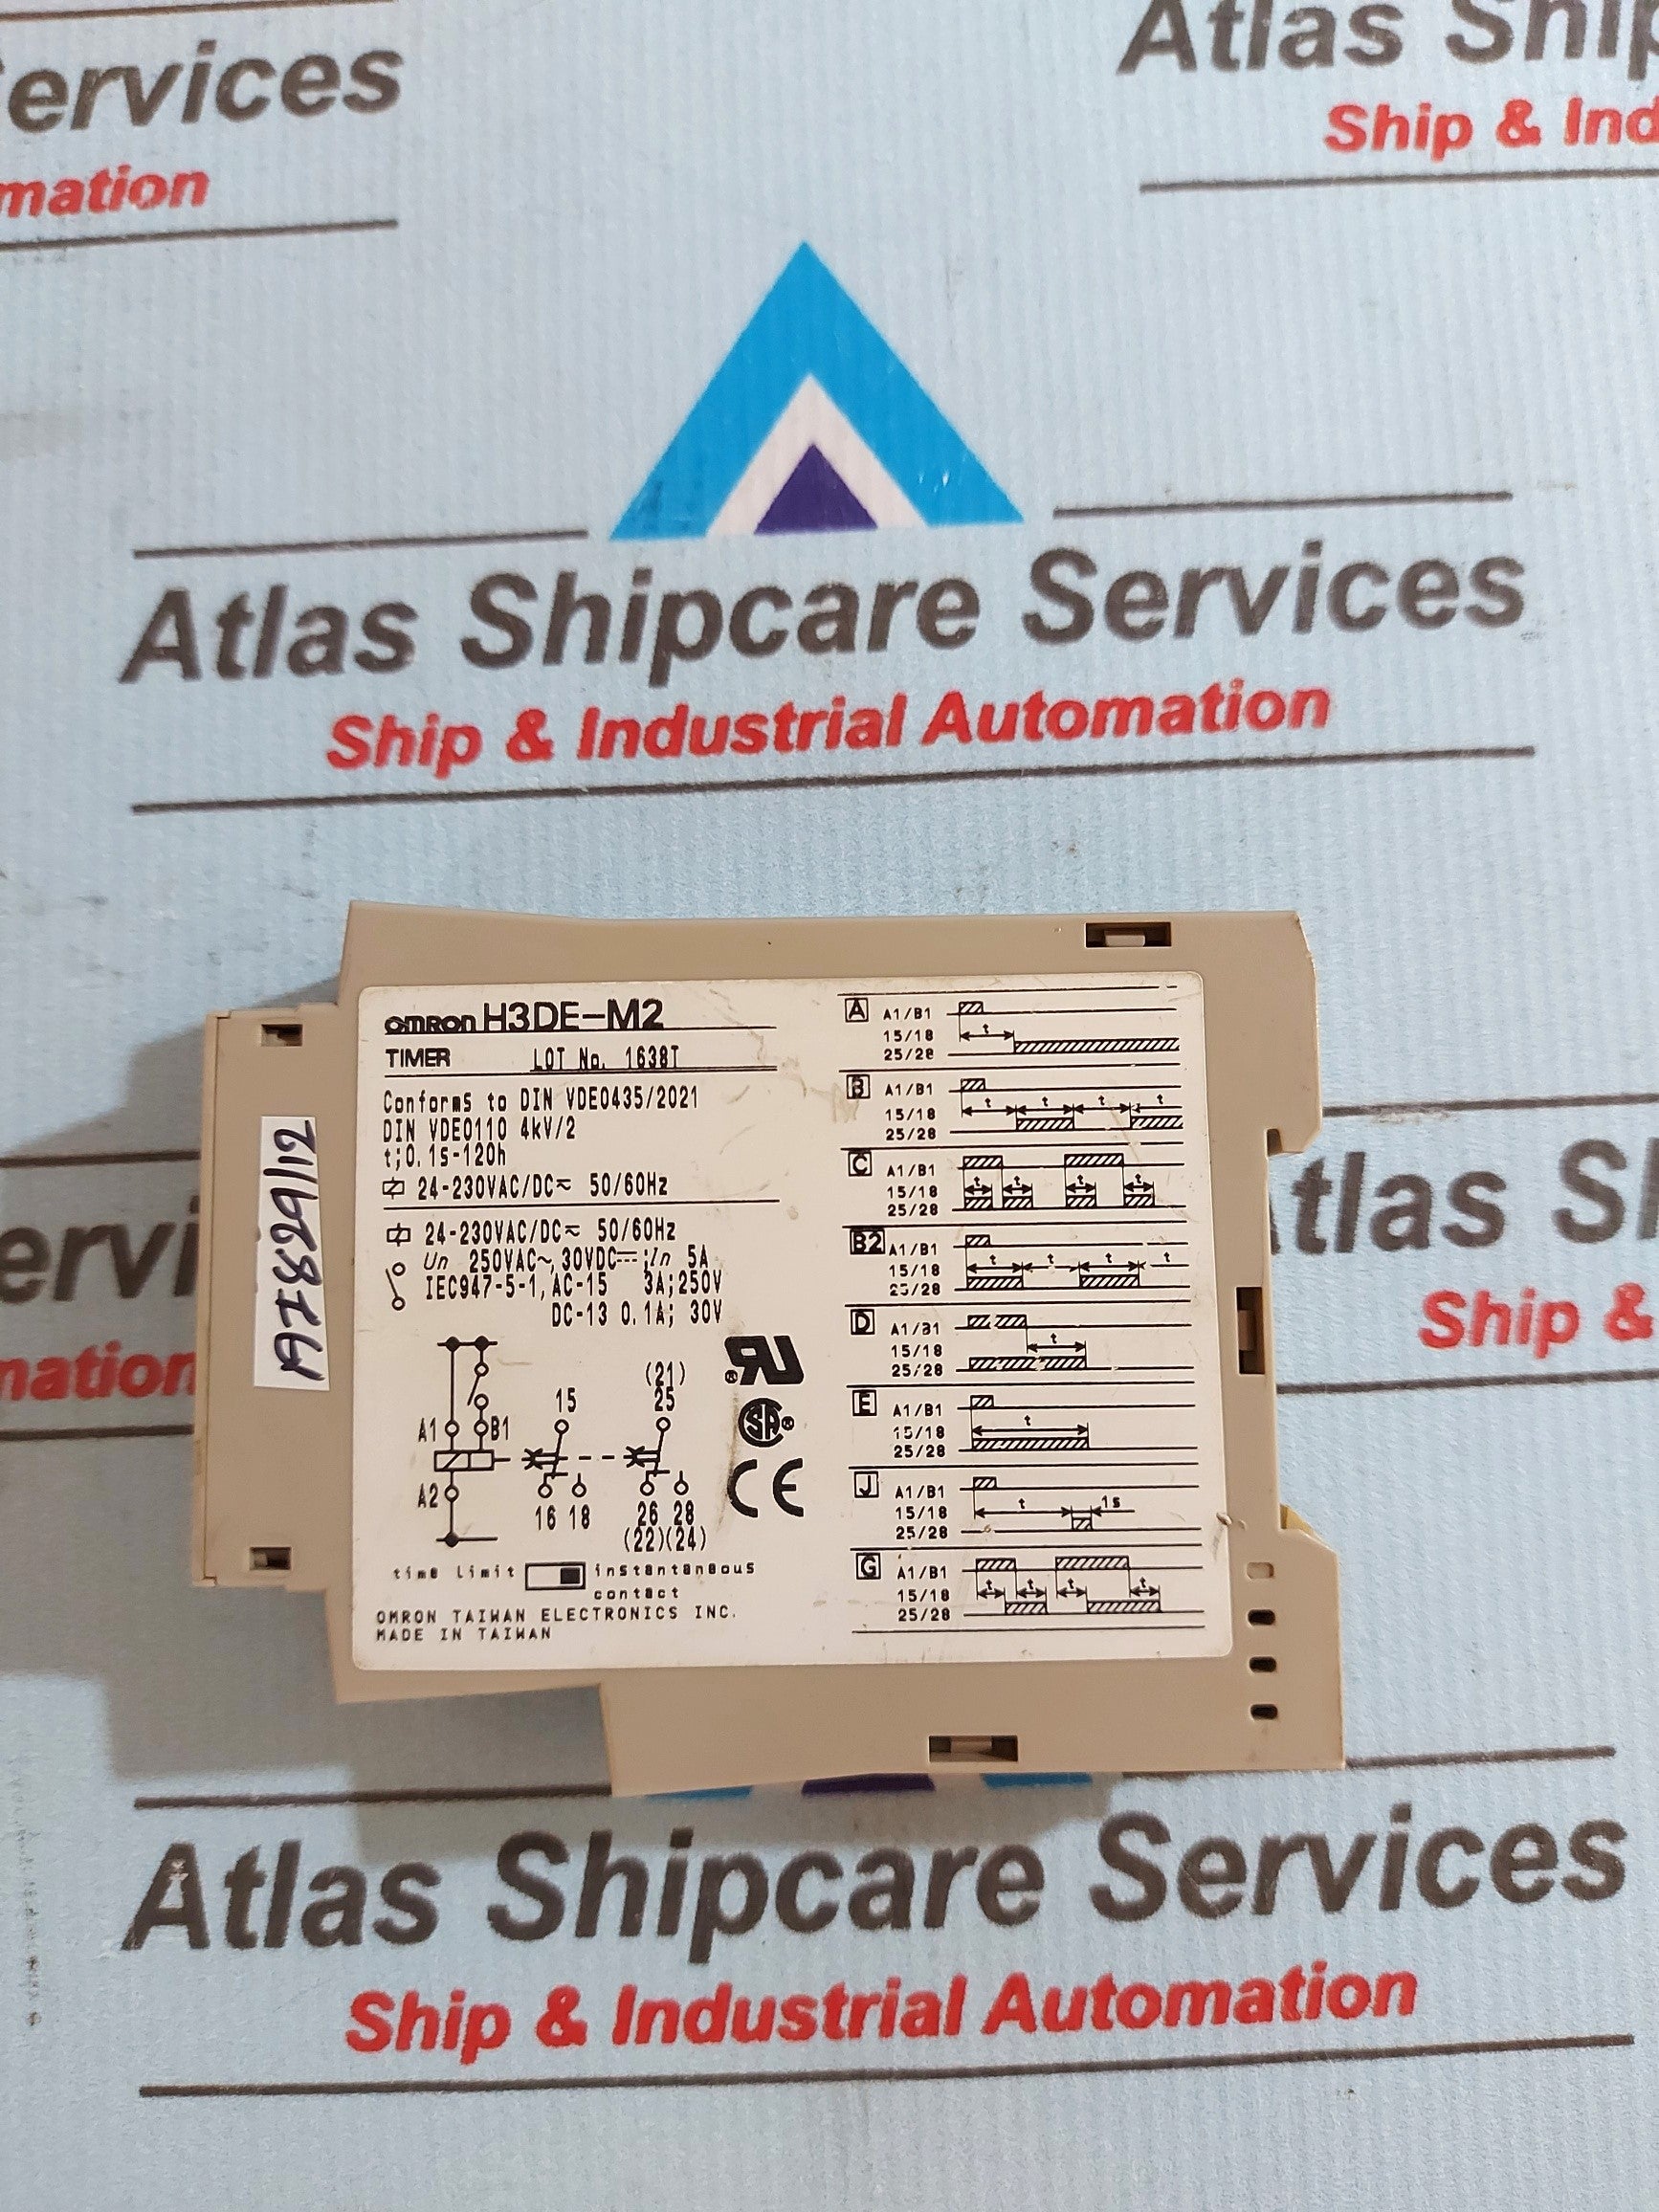 ervices
mation
Atlas Ship
Ship & Ind
Atlas Shipcare Services
Ship & Industrial Automation
OMRON H3DE-M2
TIMER LOT No. 1638T
Conforms to DIN VDE0435/2021
DIN VDE0110 4kV/2
t;0.1s-120h
24-230VAC/DC≂ 50/60Hz
24-230VAC/DC≂ 50/60Hz
Un 250VAC~, 30VDC⎓;In 5A
IEC947-5-1, AC-15 3A;250V
DC-13 0.1A; 30V
(21)
15 25
A1 B1
A2
16 18 26 28
(22)(24)
time limit instantaneous
contact
OMRON TAIWAN ELECTRONICS INC.
MADE IN TAIWAN
RU®
SA®
CE
A A1/B1
t
15/18
25/28
B A1/B1
t t t t
15/18
25/28
C A1/B1
t t t t
15/18
25/28
B2 A1/B1
t t t t
15/18
25/28
D A1/B1
t
15/18
25/28
E A1/B1
t
15/18
25/28
J A1/B1
t 1s
15/18
25/28
G A1/B1
t t t t
15/18
25/28
ervi
mation
tlas Sh
Ship &
Atlas Shipcare Services
Ship & Industrial Automation